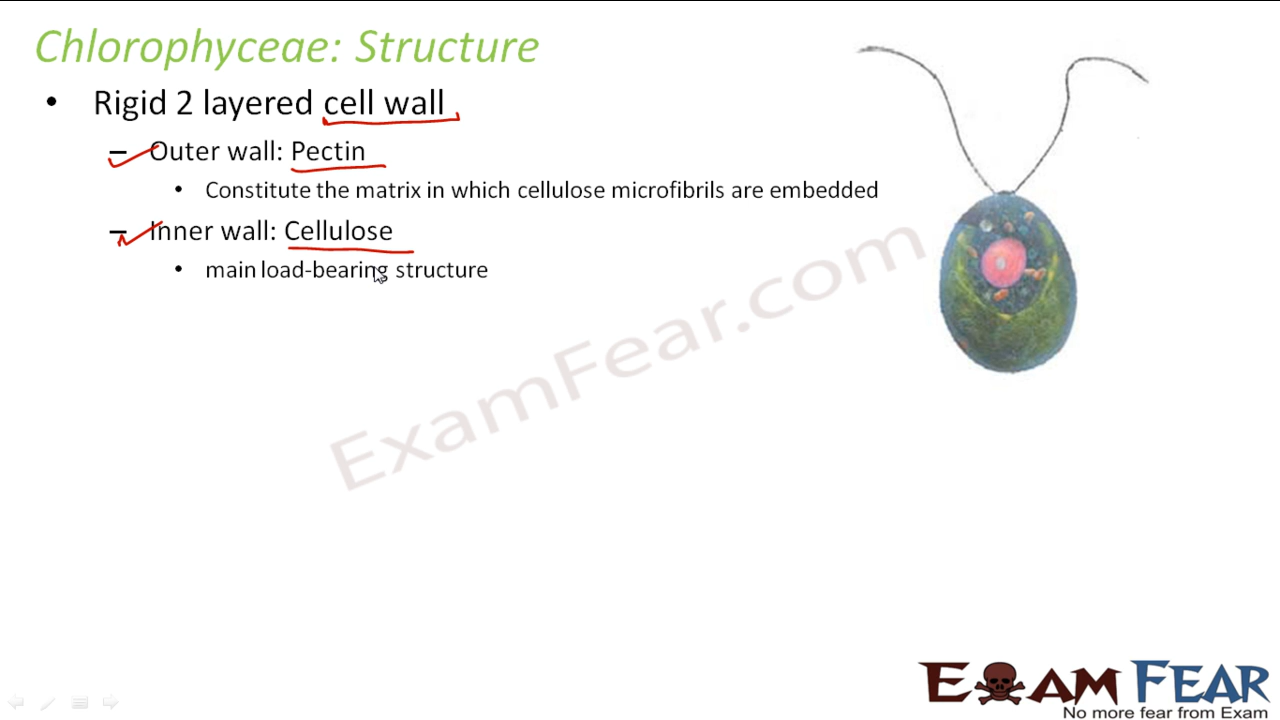 Chlorophyceae: Structure
• Rigid 2 layered cell wall
– Outer wall: Pectin
• Constitute the matrix in which cellulose microfibrils are embedded
– Inner wall: Cellulose
• main load-bearing structure
ExamFear.com
EXAM FEAR
No more fear from Exam